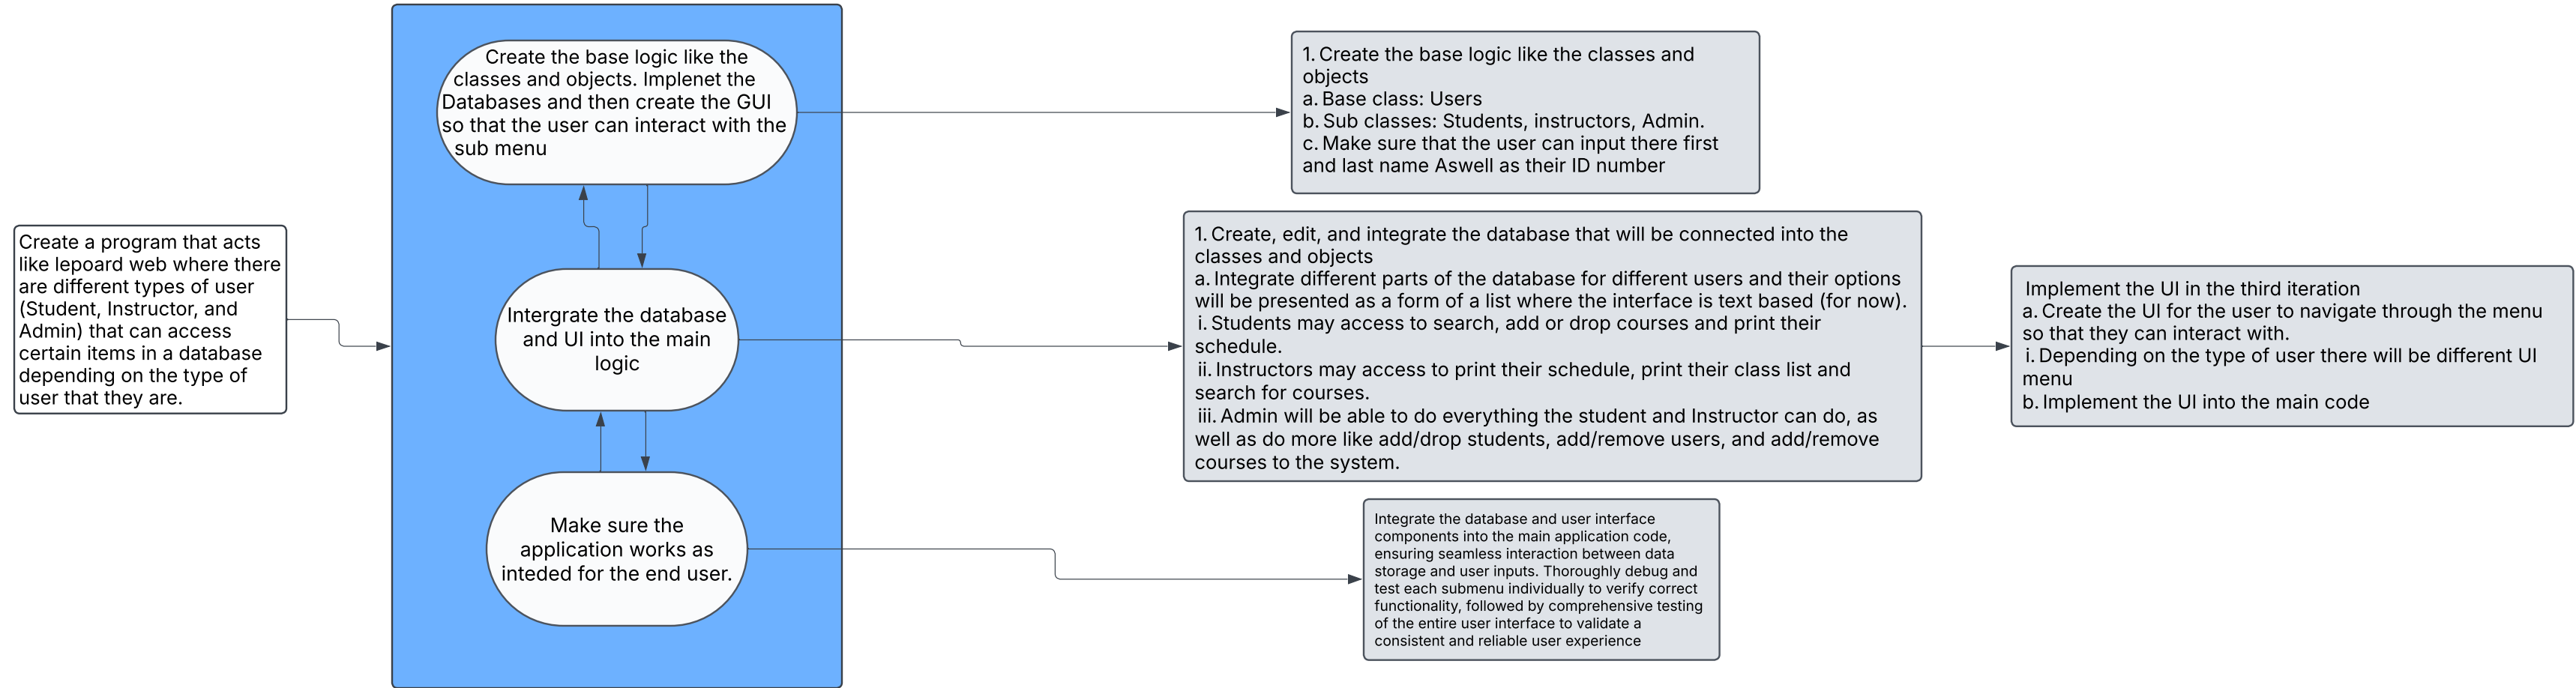 Create a program that acts
like lepoard web where there
are different types of user
(Student, Instructor, and
Admin) that can access
certain items in a database
depending on the type of
user that they are.
Create the base logic like the
classes and objects. Implenet the
Databases and then create the GUI
so that the user can interact with the
sub menu
Intergrate the database
and UI into the main
logic
Make sure the
application works as
inteded for the end user.
1. Create the base logic like the classes and
objects
a. Base class: Users
b. Sub classes: Students, instructors, Admin.
c. Make sure that the user can input there first
and last name Aswell as their ID number
1. Create, edit, and integrate the database that will be connected into the
classes and objects
a. Integrate different parts of the database for different users and their options
will be presented as a form of a list where the interface is text based (for now).
i. Students may access to search, add or drop courses and print their
schedule.
ii. Instructors may access to print their schedule, print their class list and
search for courses.
iii. Admin will be able to do everything the student and Instructor can do, as
well as do more like add/drop students, add/remove users, and add/remove
courses to the system.
Implement the UI in the third iteration
a. Create the UI for the user to navigate through the menu
so that they can interact with.
i. Depending on the type of user there will be different UI
menu
b. Implement the UI into the main code
Integrate the database and user interface
components into the main application code,
ensuring seamless interaction between data
storage and user inputs. Thoroughly debug and
test each submenu individually to verify correct
functionality, followed by comprehensive testing
of the entire user interface to validate a
consistent and reliable user experience